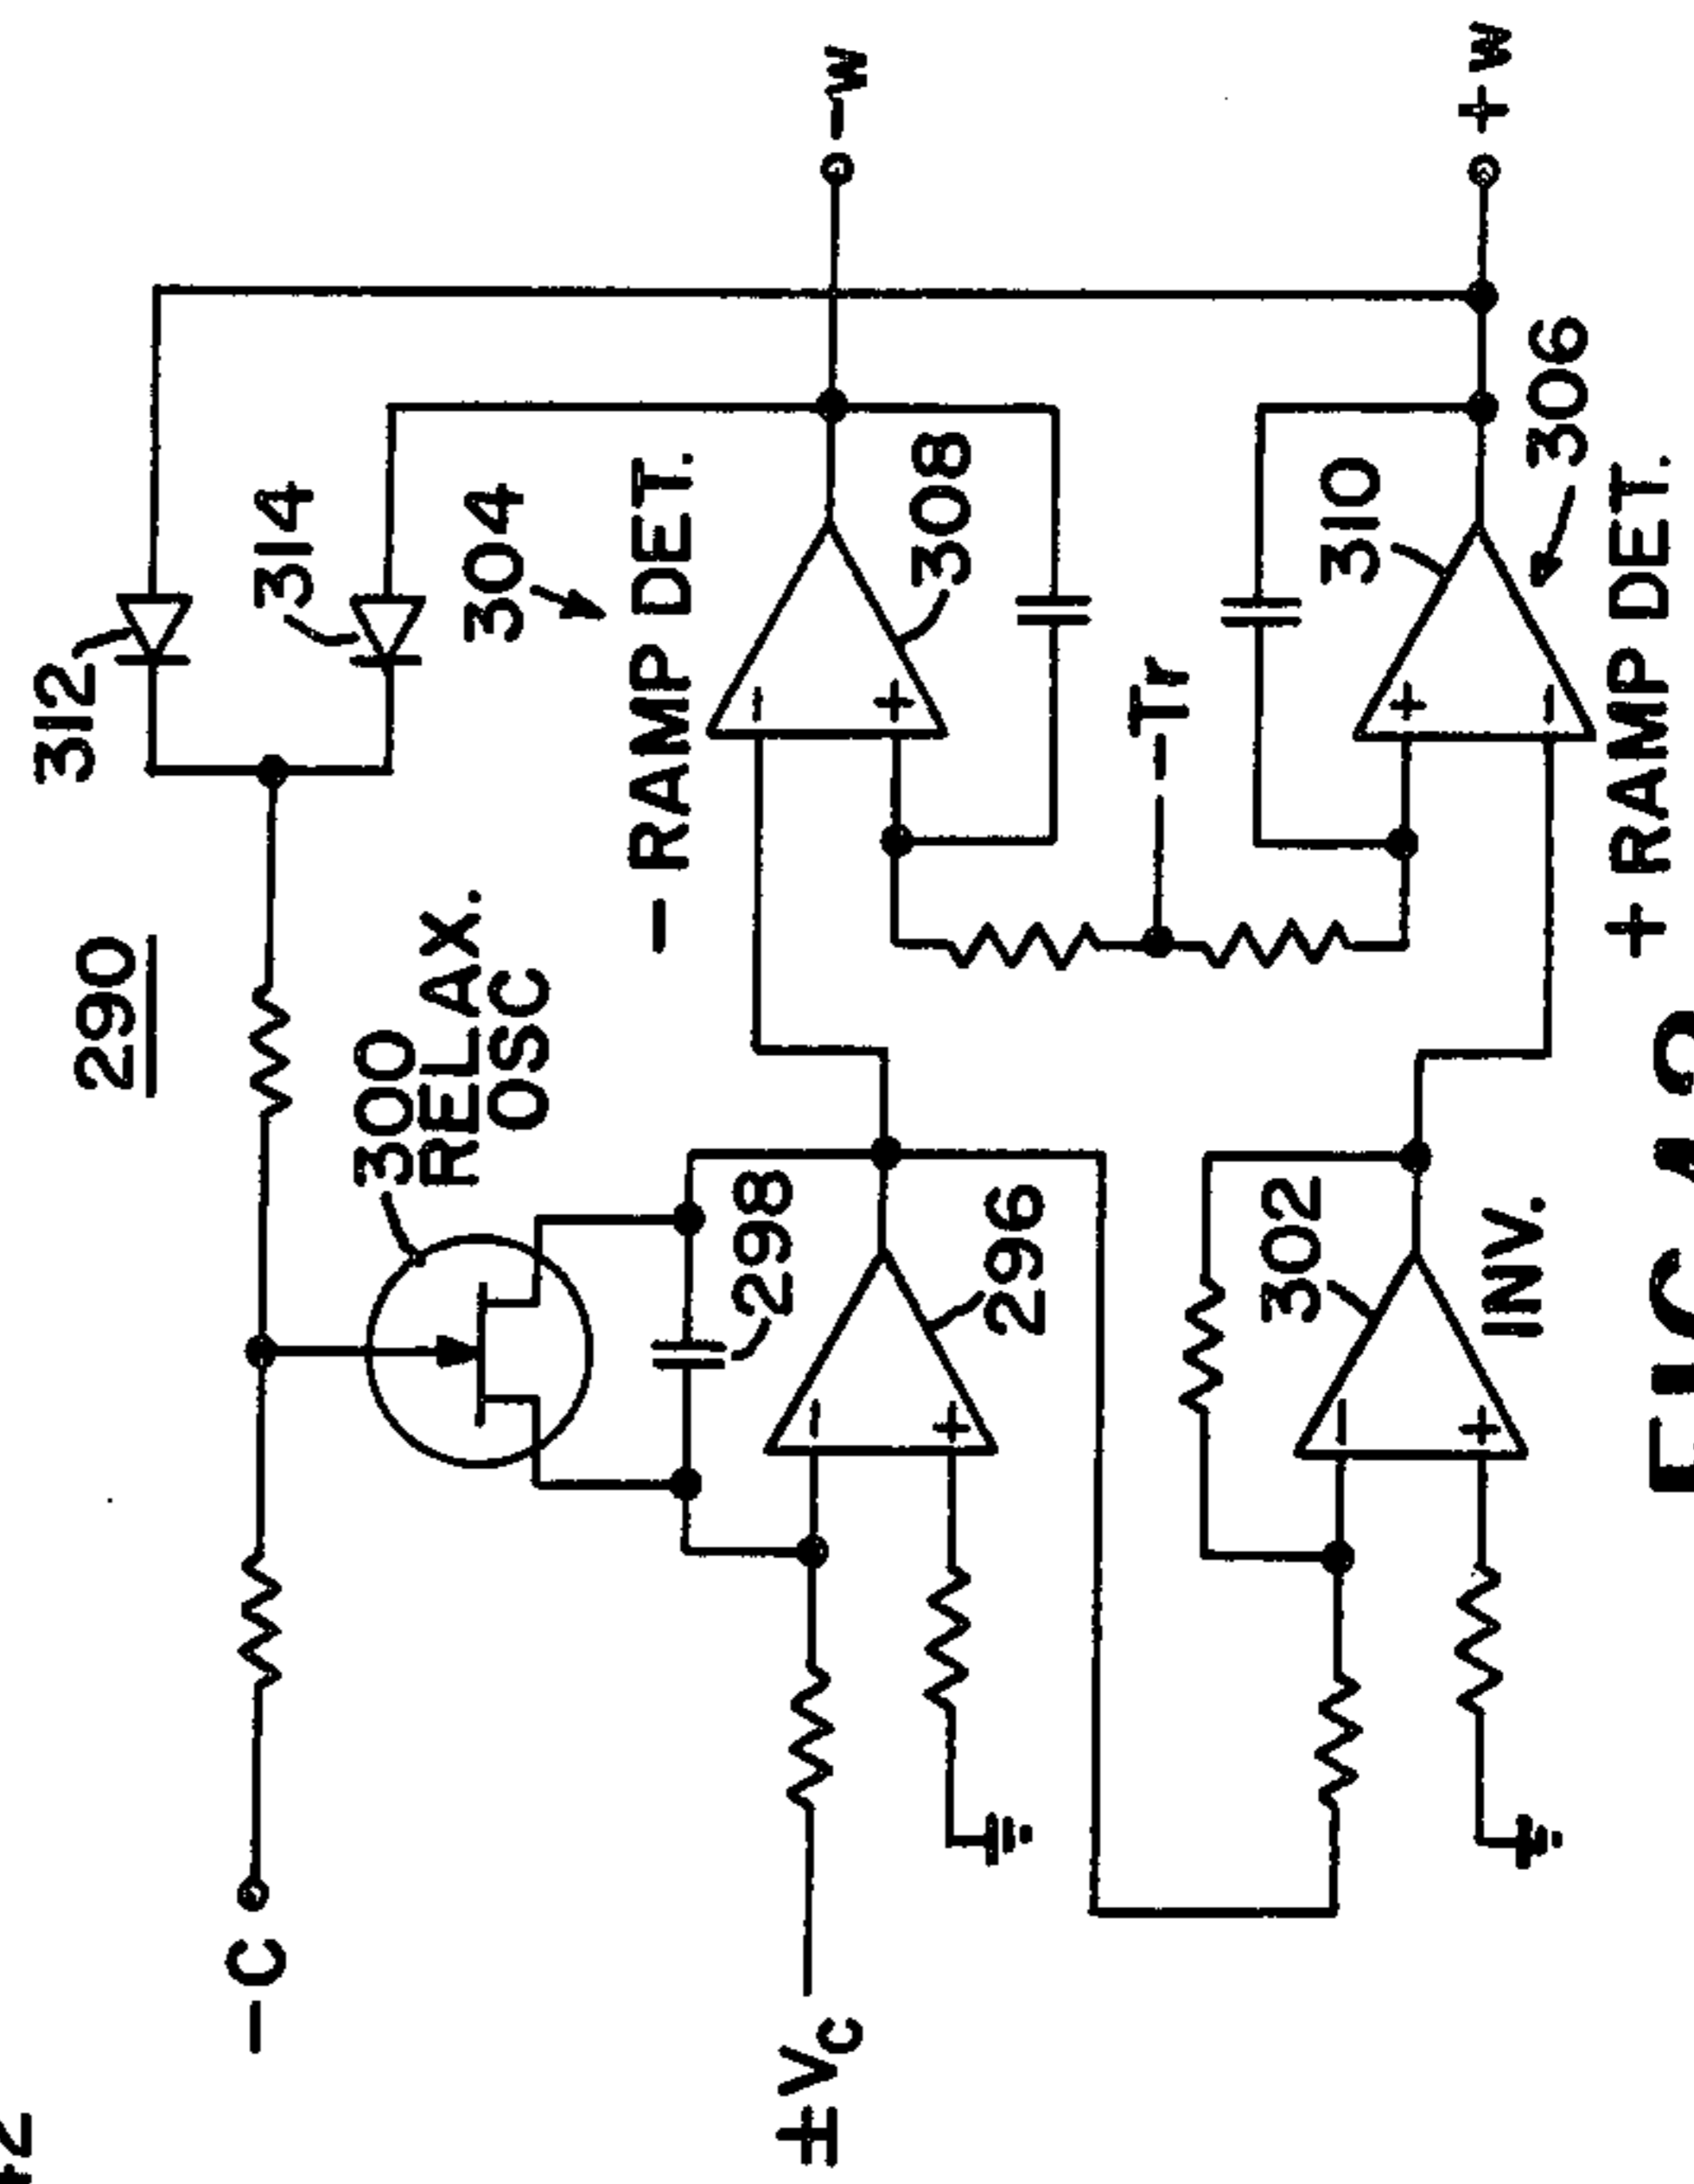 290
312
314
304
- RAMP DET.
300
RELAX.
OSC
298
296
308
-C
±Vc
-w
-Tr
310
306
+ RAMP DET.
302
INV.
+w